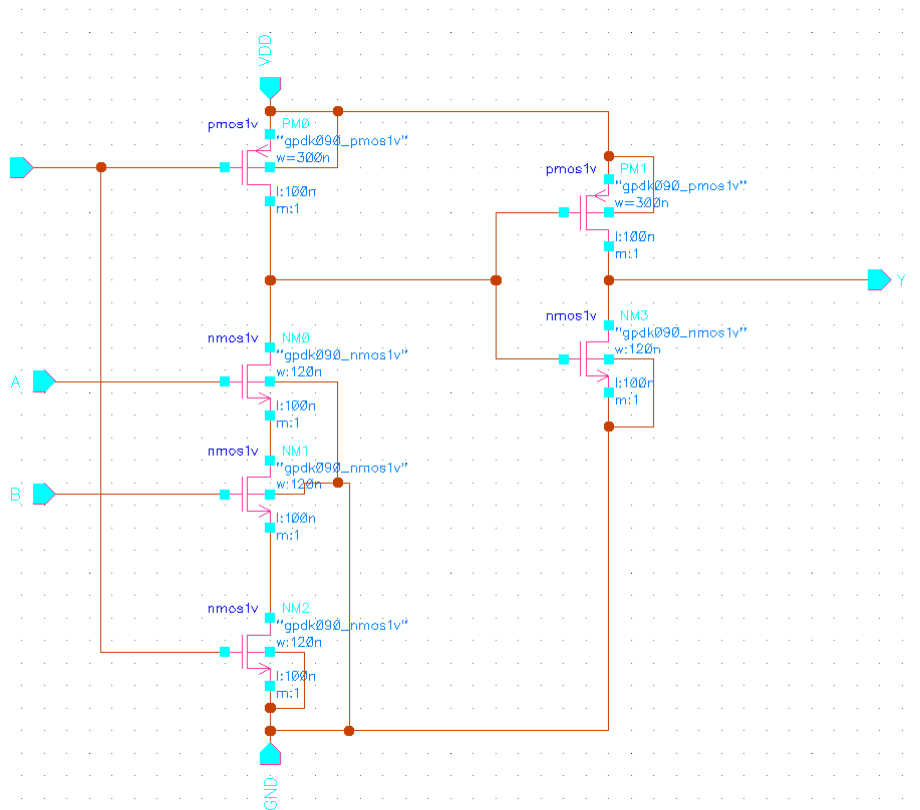 VDD
pmos1v PM0
"gpdk090_pmos1v"
w=300n
l:100n
m:1
pmos1v PM1
"gpdk090_pmos1v"
w=300n
l:100n
m:1
Y
nmos1v NM0
"gpdk090_nmos1v"
w:120n
l:100n
m:1
nmos1v NM3
"gpdk090_nmos1v"
w:120n
l:100n
m:1
A
nmos1v NM1
"gpdk090_nmos1v"
w:120n
l:100n
m:1
B
nmos1v NM2
"gpdk090_nmos1v"
w:120n
l:100n
m:1
GND